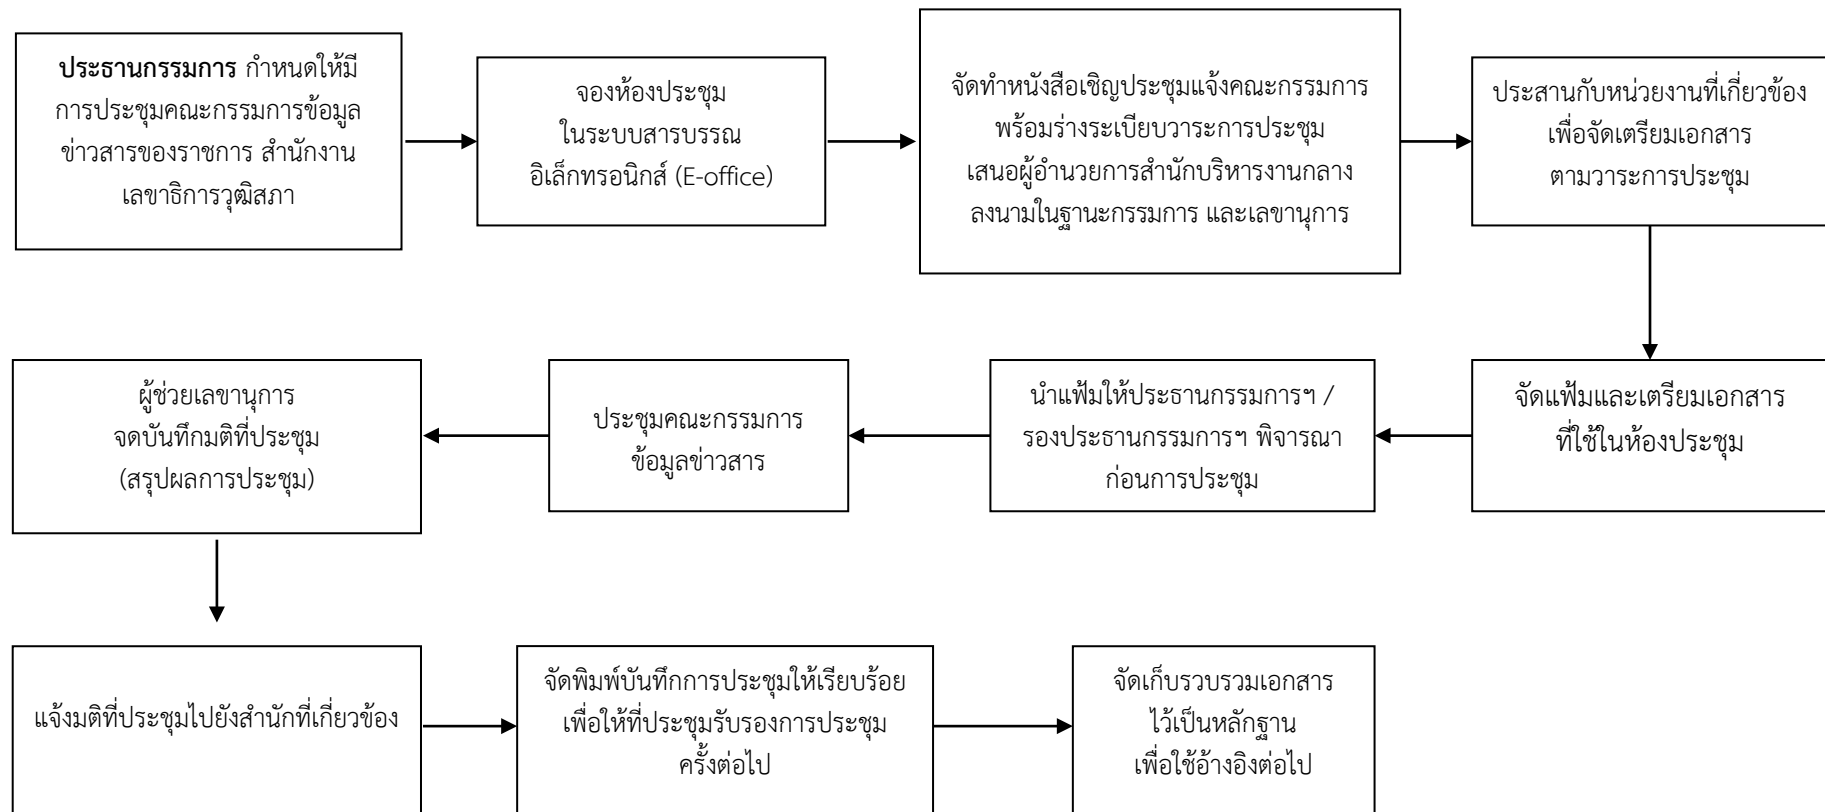 ประธานกรรมการ กำหนดให้มี
การประชุมคณะกรรมการข้อมูล
ข่าวสารของราชการ สำนักงาน
เลขาธิการวุฒิสภา
จองห้องประชุม
ในระบบสารบรรณ
อิเล็กทรอนิกส์ (E-office)
จัดทำหนังสือเชิญประชุมแจ้งคณะกรรมการ
พร้อมร่างระเบียบวาระการประชุม
เสนอผู้อำนวยการสำนักบริหารงานกลาง
ลงนามในฐานะกรรมการ และเลขานุการ
ประสานกับหน่วยงานที่เกี่ยวข้อง
เพื่อจัดเตรียมเอกสาร
ตามวาระการประชุม
จัดแฟ้มและเตรียมเอกสาร
ที่ใช้ในห้องประชุม
นำแฟ้มให้ประธานกรรมการฯ /
รองประธานกรรมการฯ พิจารณา
ก่อนการประชุม
ประชุมคณะกรรมการ
ข้อมูลข่าวสาร
ผู้ช่วยเลขานุการ
จดบันทึกมติที่ประชุม
(สรุปผลการประชุม)
แจ้งมติที่ประชุมไปยังสำนักที่เกี่ยวข้อง
จัดพิมพ์บันทึกการประชุมให้เรียบร้อย
เพื่อให้ที่ประชุมรับรองการประชุม
ครั้งต่อไป
จัดเก็บรวบรวมเอกสาร
ไว้เป็นหลักฐาน
เพื่อใช้อ้างอิงต่อไป